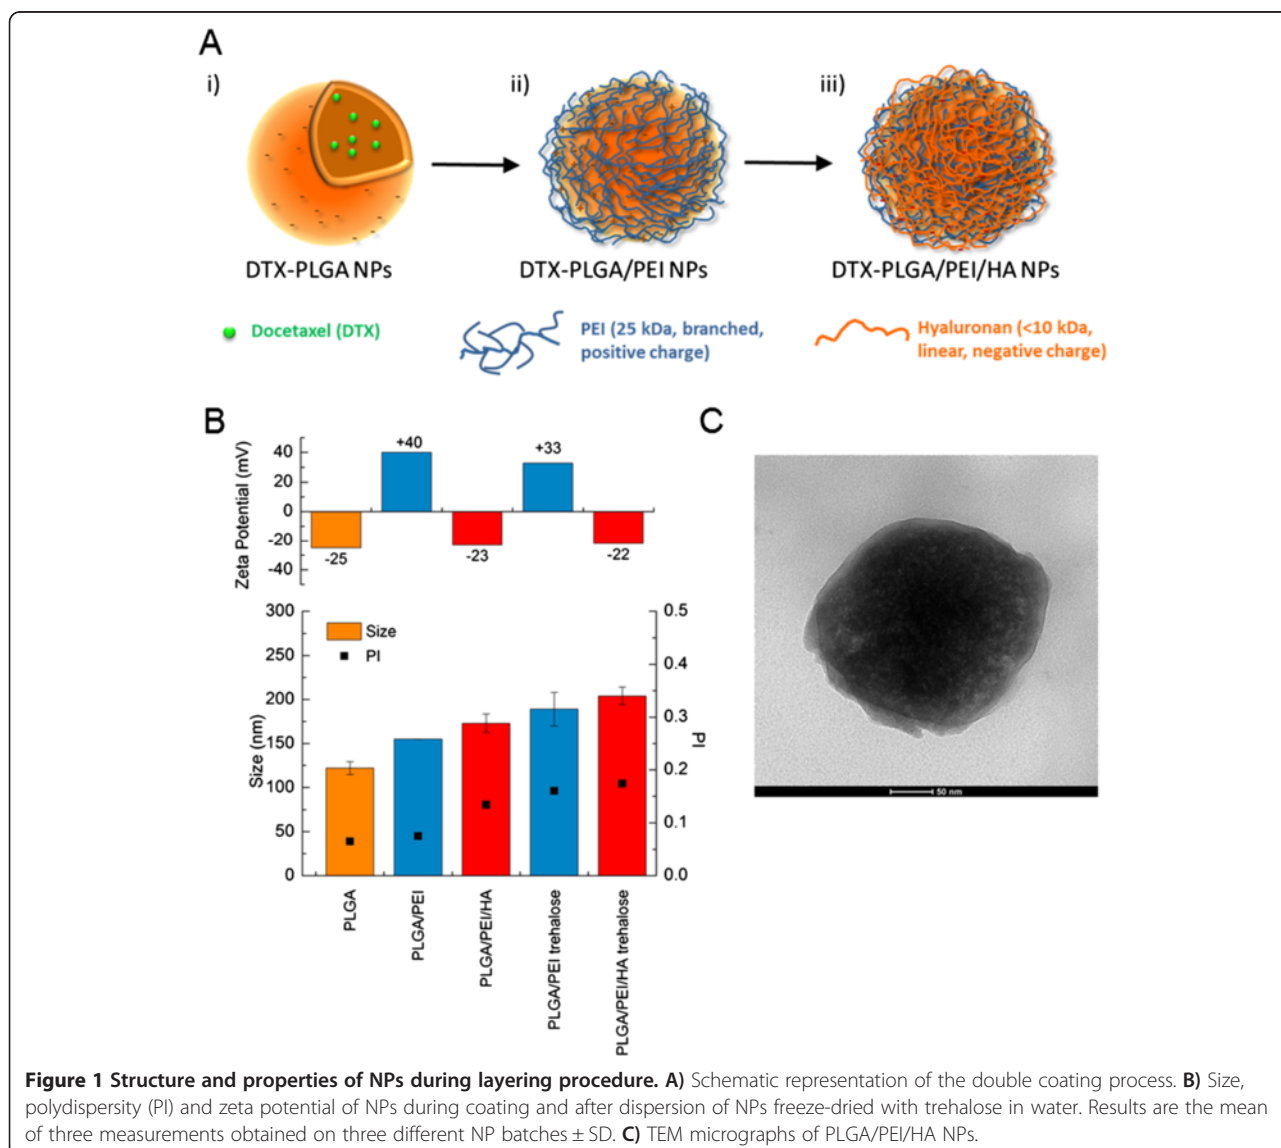 A
i)
ii)
iii)
DTX-PLGA NPs
DTX-PLGA/PEI NPs
DTX-PLGA/PEI/HA NPs
Docetaxel (DTX)
PEI (25 kDa, branched,
positive charge)
Hyaluronan (<10 kDa,
linear, negative charge)
B
Zeta Potential (mV)
40
20
0
-20
-40
-25
+40
-23
+33
-22
Size (nm)
300
250
200
150
100
50
0
Size
PI
0.5
0.4
0.3
0.2
0.1
0.0
PI
PLGA
PLGA/PEI
PLGA/PEI/HA
PLGA/PEI trehalose
PLGA/PEI/HA trehalose
C
50 nm
Figure 1 Structure and properties of NPs during layering procedure. A) Schematic representation of the double coating process. B) Size,
polydispersity (PI) and zeta potential of NPs during coating and after dispersion of NPs freeze-dried with trehalose in water. Results are the mean
of three measurements obtained on three different NP batches ± SD. C) TEM micrographs of PLGA/PEI/HA NPs.